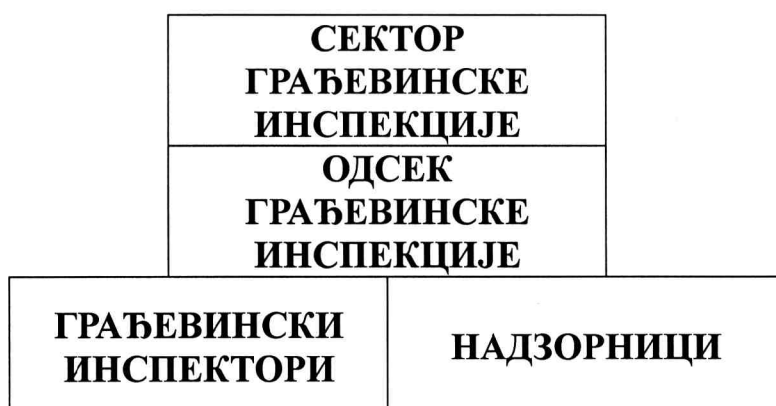 СЕКТОР
ГРАЂЕВИНСКЕ
ИНСПЕКЦИЈЕ
ОДСЕК
ГРАЂЕВИНСКЕ
ИНСПЕКЦИЈЕ
ГРАЂЕВИНСКИ
ИНСПЕКТОРИ
НАДЗОРНИЦИ